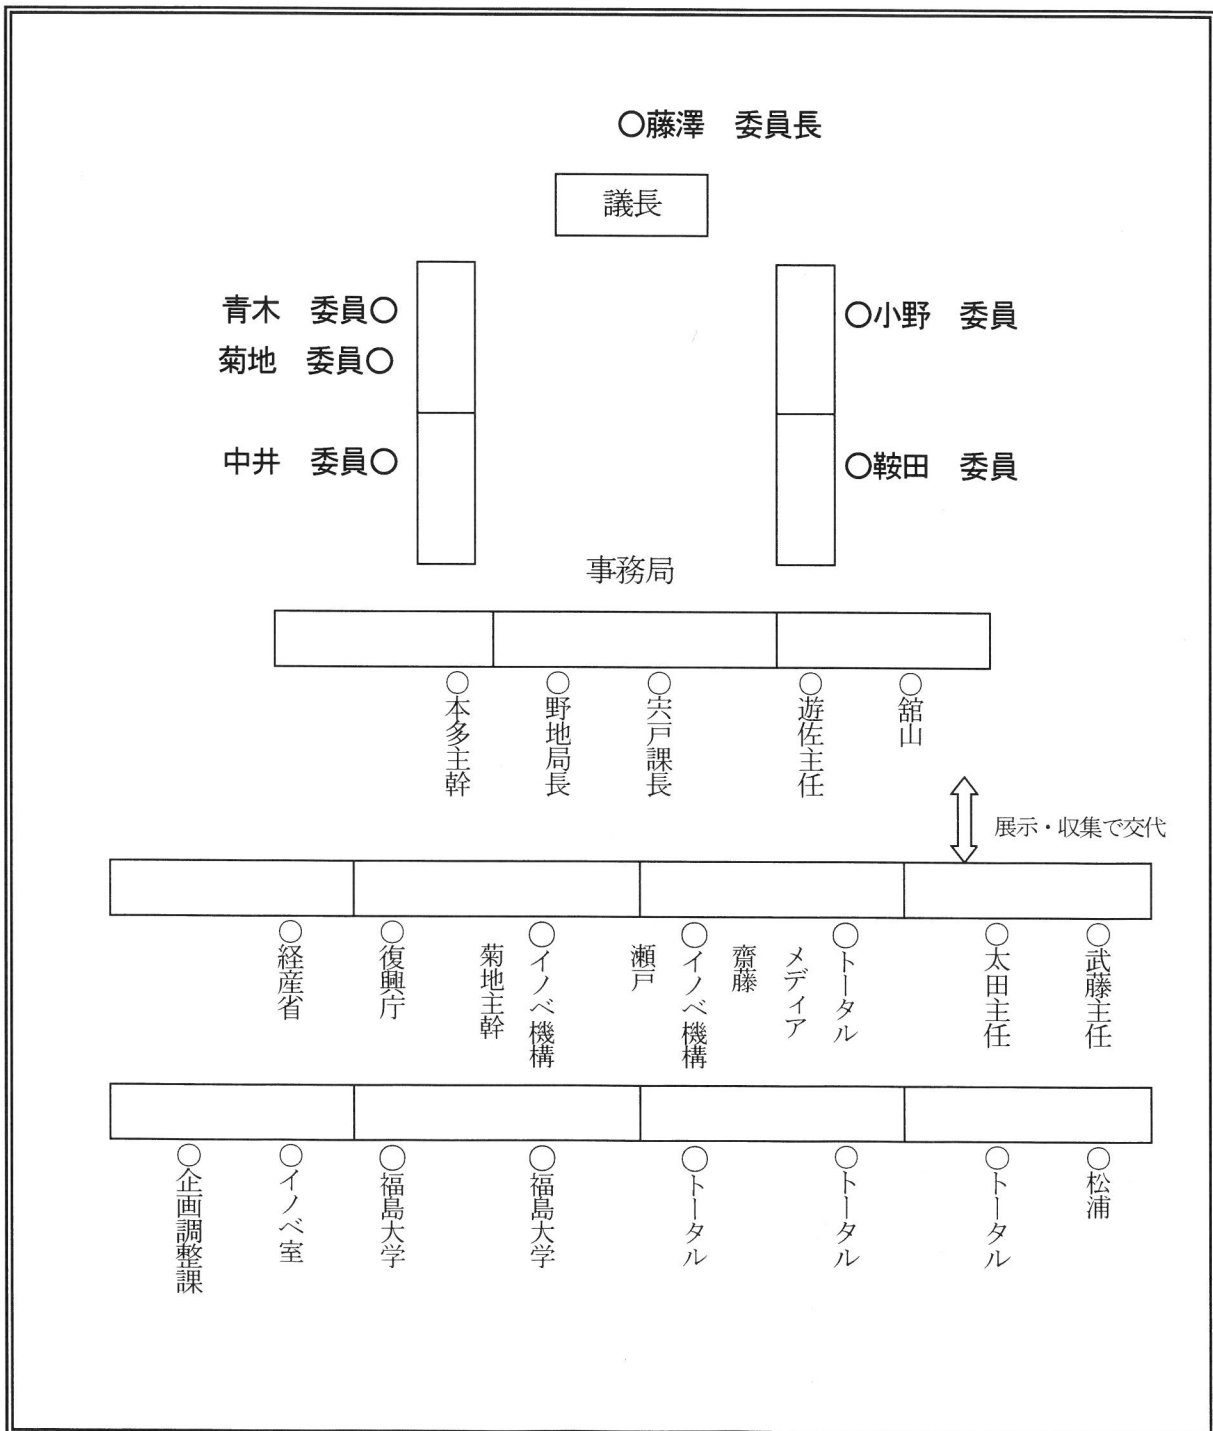 ○藤澤　委員長
議長
青木　委員○
○小野　委員
菊地　委員○
中井　委員○
○鞍田　委員
事務局
○本多主幹
○野地局長
○宍戸課長
○遊佐主任
○舘山
展示・収集で交代
○経産省
○復興庁
○イノベ機構
菊地主幹
○イノベ機構
瀬戸
○トータル
メディア
齋藤
○太田主任
○武藤主任
○企画調整課
○イノベ室
○福島大学
○福島大学
○トータル
○トータル
○トータル
○松浦